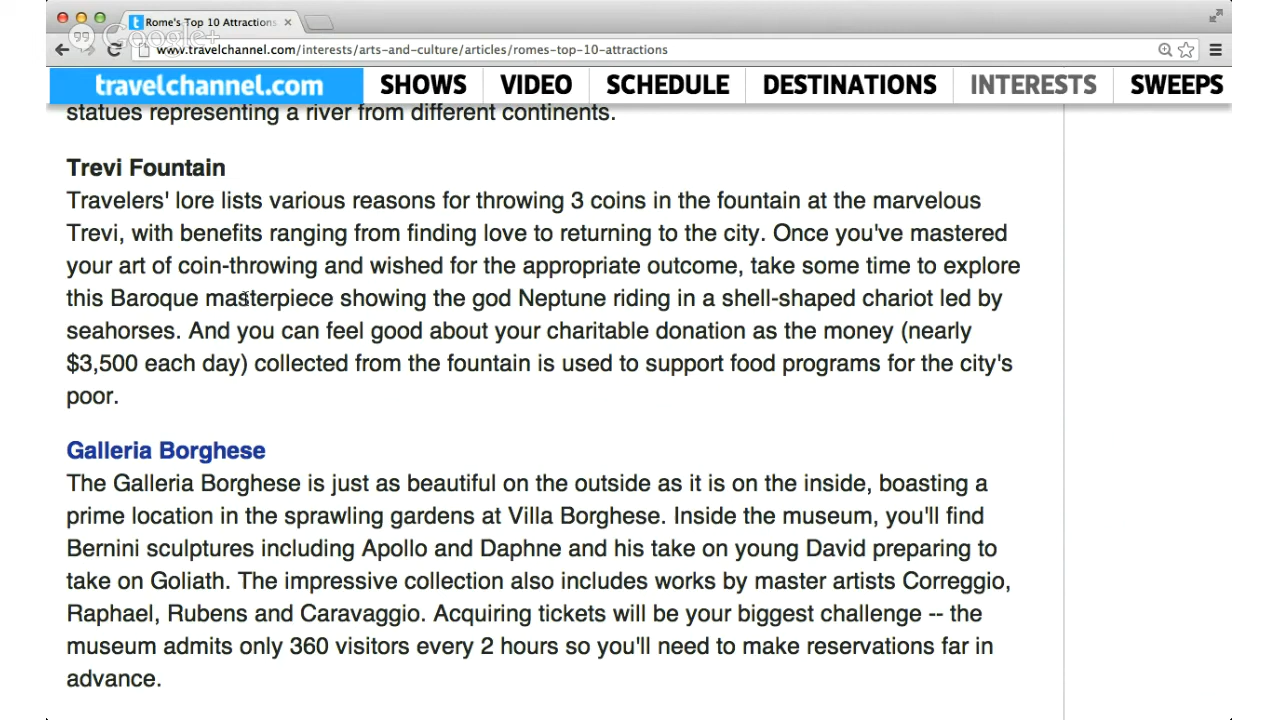 Rome's Top 10 Attractions
Google+
www.travelchannel.com/interests/arts-and-culture/articles/romes-top-10-attractions
travelchannel.com SHOWS VIDEO SCHEDULE DESTINATIONS INTERESTS SWEEPS
statues representing a river from different continents.
Trevi Fountain
Travelers' lore lists various reasons for throwing 3 coins in the fountain at the marvelous
Trevi, with benefits ranging from finding love to returning to the city. Once you've mastered
your art of coin-throwing and wished for the appropriate outcome, take some time to explore
this Baroque masterpiece showing the god Neptune riding in a shell-shaped chariot led by
seahorses. And you can feel good about your charitable donation as the money (nearly
$3,500 each day) collected from the fountain is used to support food programs for the city's
poor.
Galleria Borghese
The Galleria Borghese is just as beautiful on the outside as it is on the inside, boasting a
prime location in the sprawling gardens at Villa Borghese. Inside the museum, you'll find
Bernini sculptures including Apollo and Daphne and his take on young David preparing to
take on Goliath. The impressive collection also includes works by master artists Correggio,
Raphael, Rubens and Caravaggio. Acquiring tickets will be your biggest challenge -- the
museum admits only 360 visitors every 2 hours so you'll need to make reservations far in
advance.